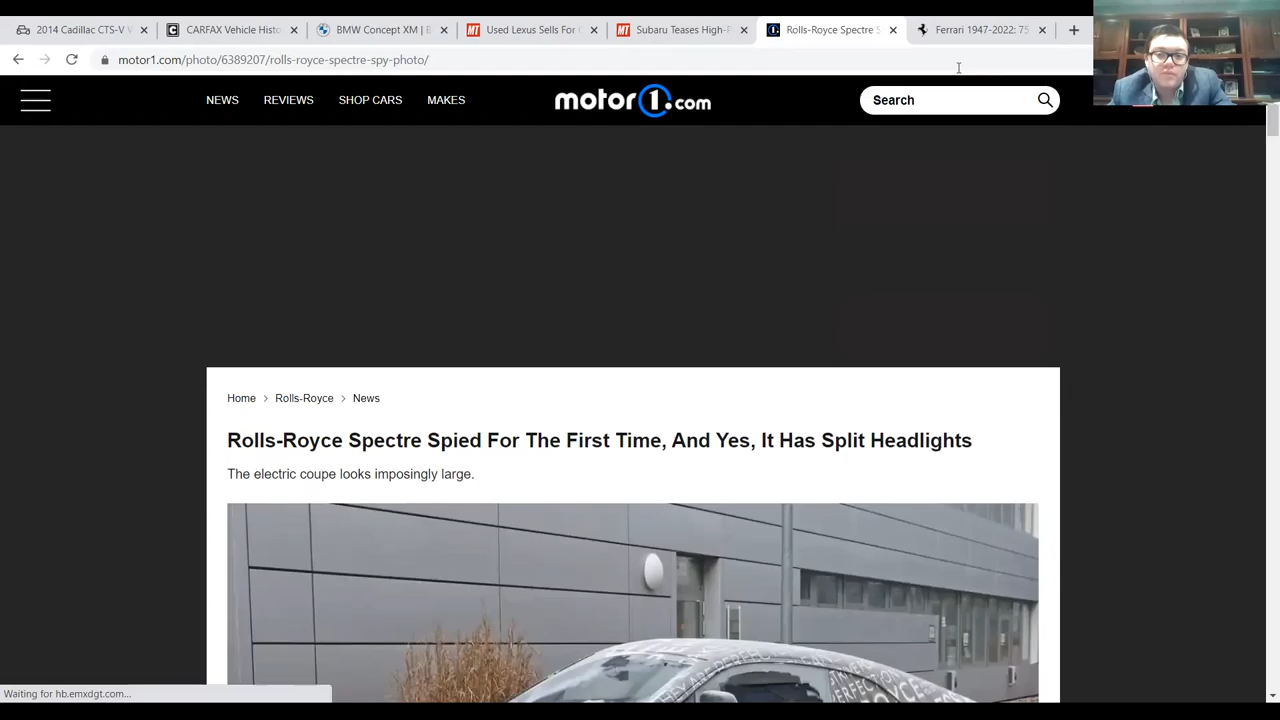 2014 Cadillac CTS-V W
CARFAX Vehicle Histo
BMW Concept XM | B
Used Lexus Sells For
Subaru Teases High-P
Rolls-Royce Spectre S
Ferrari 1947-2022: 75
motor1.com/photo/6389207/rolls-royce-spectre-spy-photo/
NEWS
REVIEWS
SHOP CARS
MAKES
motor1.com
Search
Home > Rolls-Royce > News
Rolls-Royce Spectre Spied For The First Time, And Yes, It Has Split Headlights
The electric coupe looks imposingly large.
Waiting for hb.emxdgt.com...